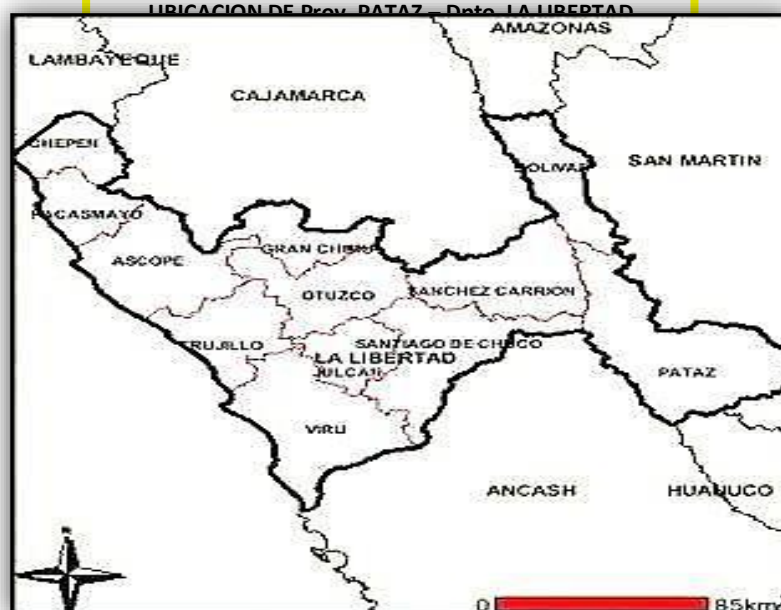 UBICACION DE Prov. PATAZ – Dpto. LA LIBERTAD
AMAZONAS
LAMBAYEQUE
CAJAMARCA
CHEPEN
BOLIVAR
SAN MARTIN
PACASMAYO
GRAN CHIMU
ASCOPE
OTUZCO
SANCHEZ CARRION
TRUJILLO
SANTIAGO DE CHUCO
LA LIBERTAD
JULCAN
PATAZ
VIRU
ANCASH
HUANUCO
N
0 85km